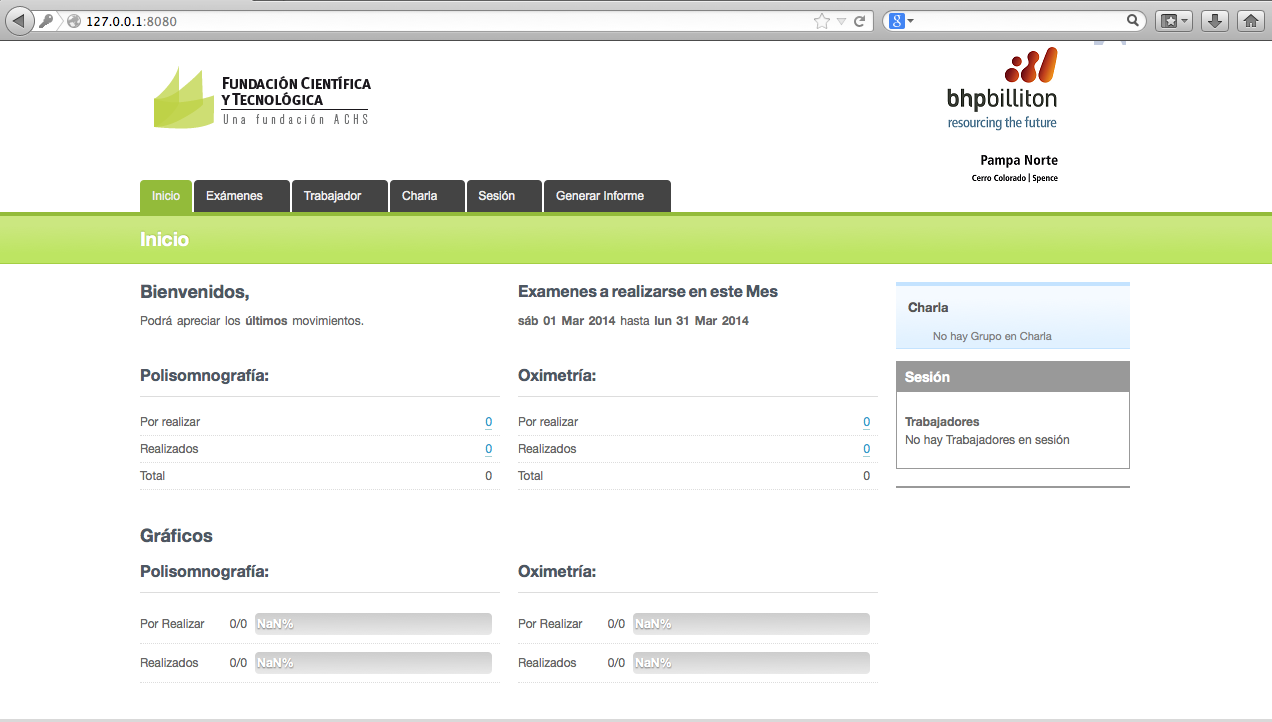 127.0.0.1:8080
8
FUNDACIÓN CIENTÍFICA
Y TECNOLÓGICA
Una fundación ACHS
bhpbilliton
resourcing the future
Pampa Norte
Cerro Colorado | Spence
Inicio Exámenes Trabajador Charla Sesión Generar Informe
Inicio
Bienvenidos,
Podrá apreciar los últimos movimientos.
Examenes a realizarse en este Mes
sáb 01 Mar 2014 hasta lun 31 Mar 2014
Polisomnografía:
Por realizar 0
Realizados 0
Total 0
Oximetría:
Por realizar 0
Realizados 0
Total 0
Gráficos
Polisomnografía:
Por Realizar 0/0 NaN%
Realizados 0/0 NaN%
Oximetría:
Por Realizar 0/0 NaN%
Realizados 0/0 NaN%
Charla
No hay Grupo en Charla
Sesión
Trabajadores
No hay Trabajadores en sesión